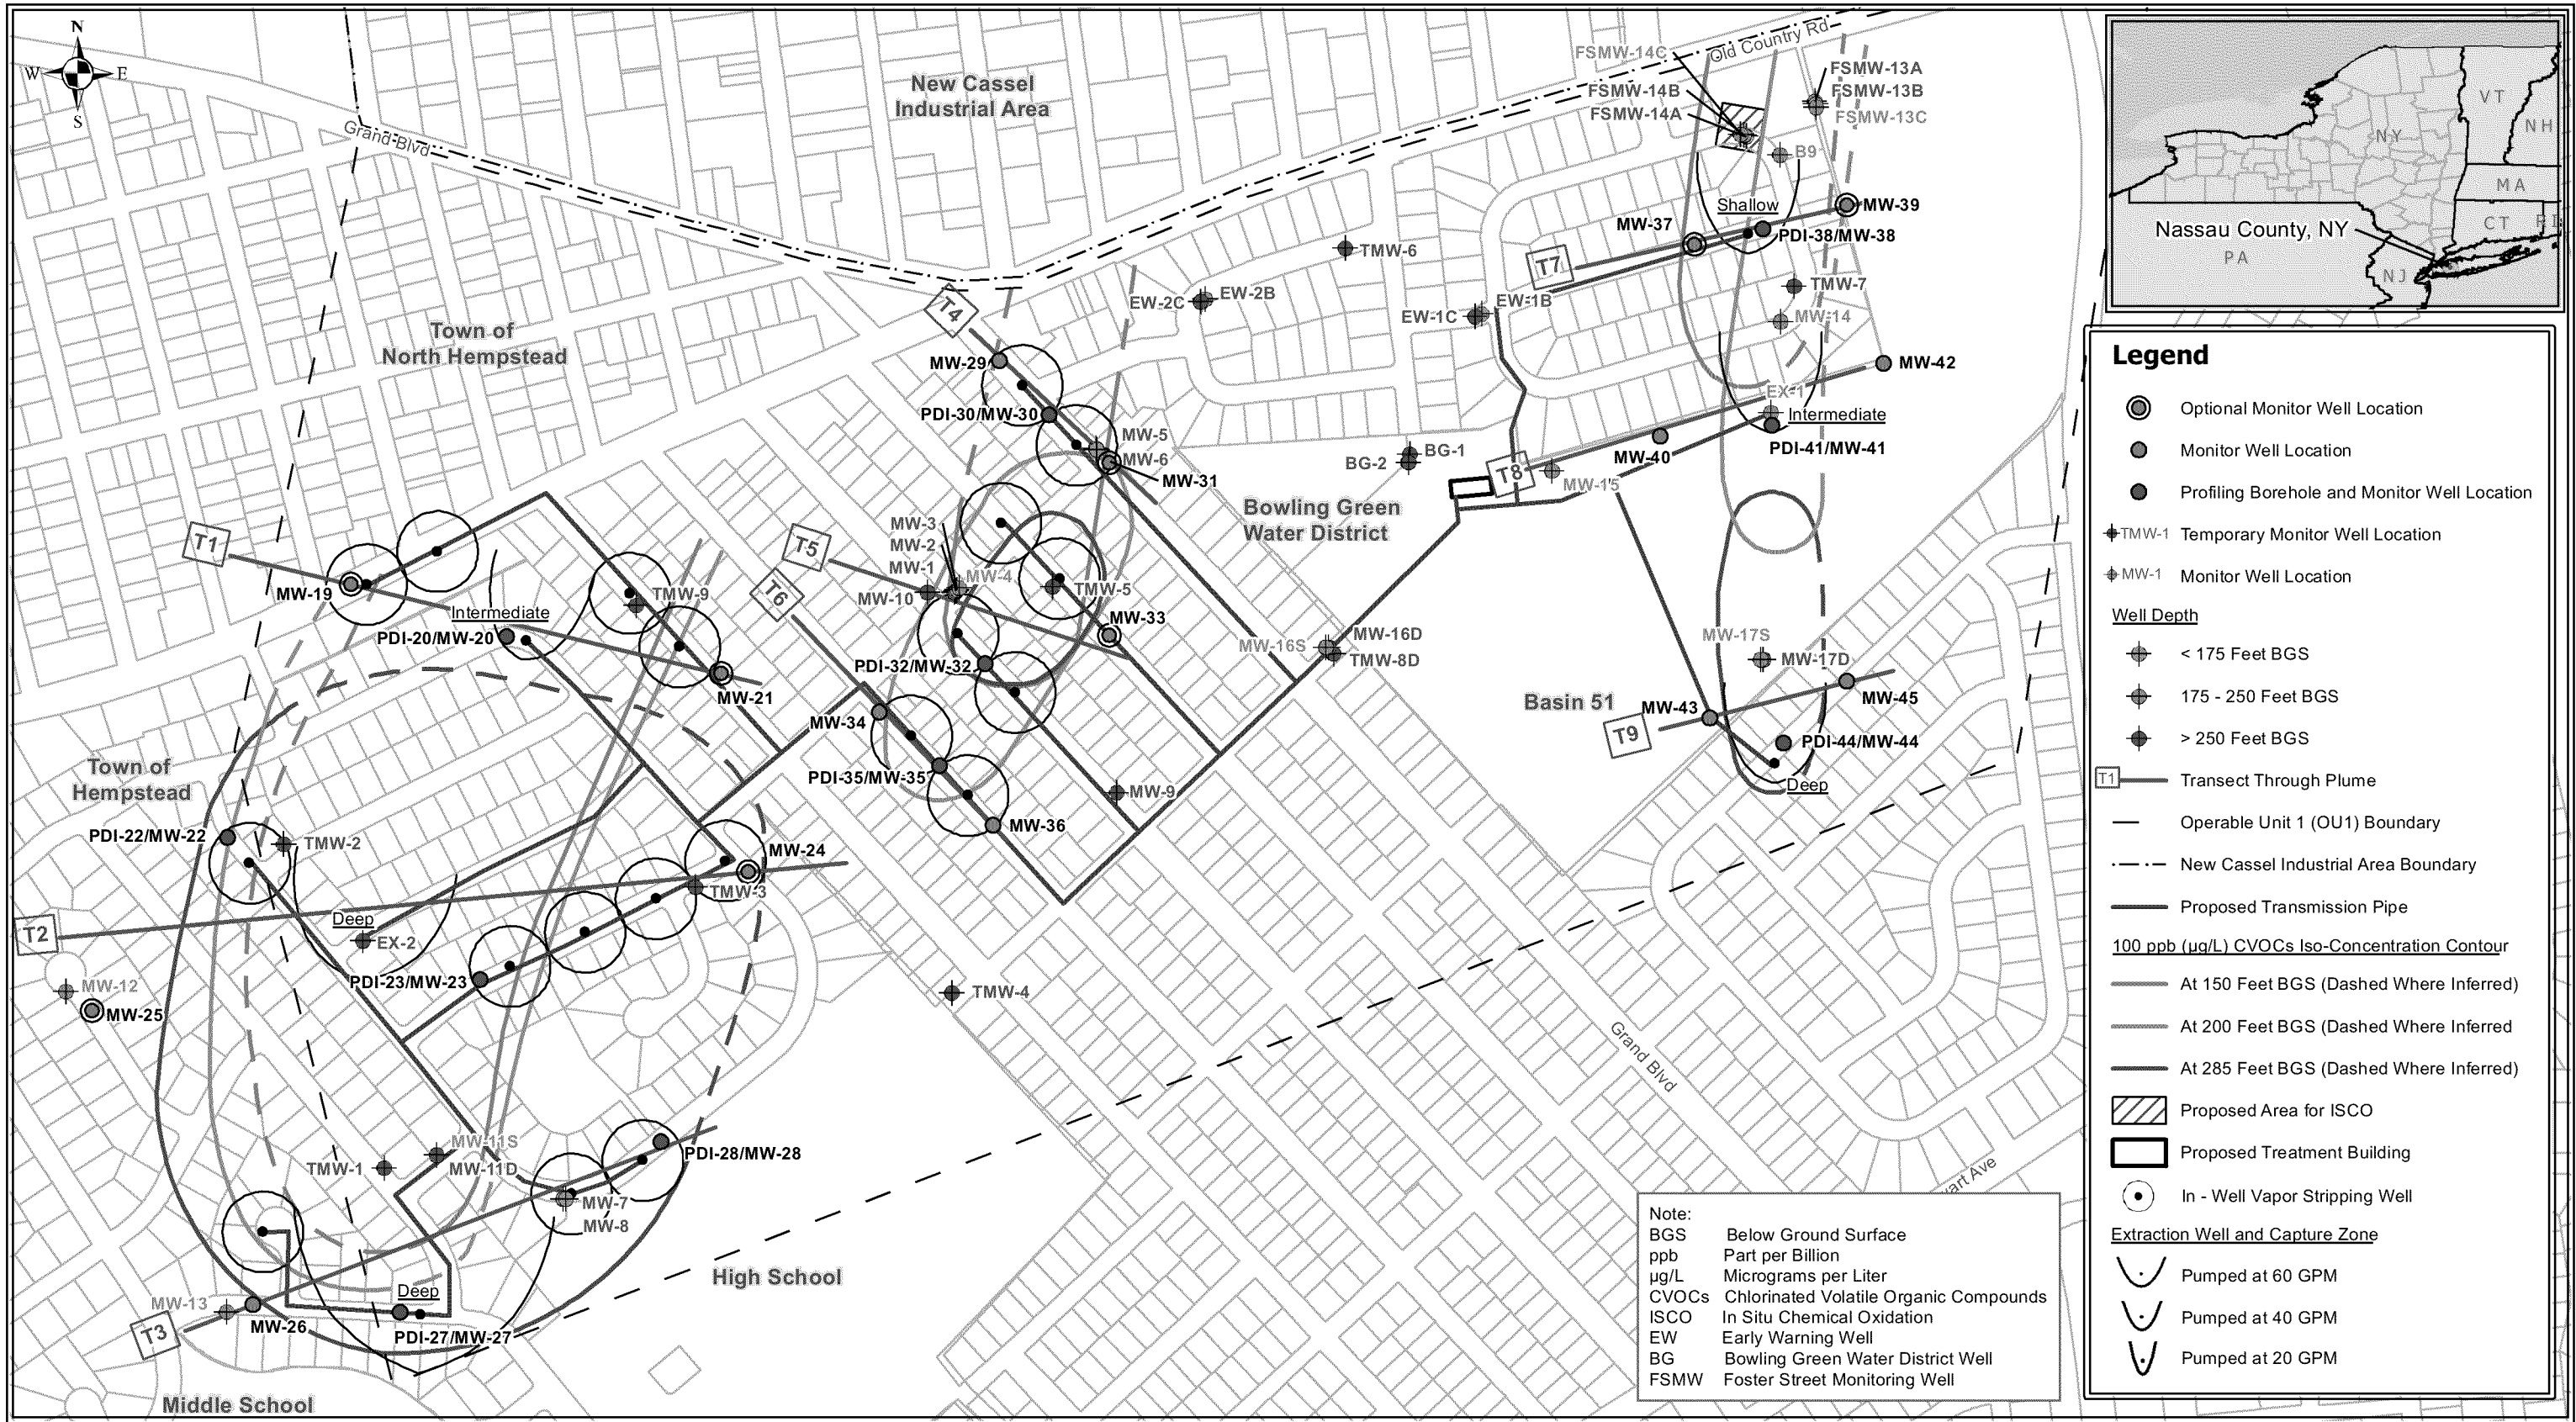 N
W
E
S
Grand Blvd
New Cassel
Industrial Area
Old Country Rd
FSMW-14C
FSMW-14B
FSMW-14A
FSMW-13A
FSMW-13B
FSMW-13C
B9
Shallow
MW-39
MW-37
PDI-38/MW-38
T7
TMW-6
TMW-7
MW-14
EW-2C
EW-2B
EW-1B
EW-1C
T4
Town of
North Hempstead
MW-29
MW-42
EX-1
Intermediate
PDI-30/MW-30
MW-5
MW-6
MW-31
PDI-41/MW-41
MW-40
BG-1
BG-2
T8
MW-15
Bowling Green
Water District
T1
MW-19
Intermediate
PDI-20/MW-20
TMW-9
MW-21
T5
T6
MW-3
MW-2
MW-1
MW-4
MW-10
TMW-5
MW-33
PDI-32/MW-32
MW-16S
MW-16D
TMW-8D
MW-17S
MW-17D
MW-45
Basin 51
MW-43
T9
PDI-44/MW-44
Deep
MW-34
PDI-35/MW-35
MW-9
MW-36
Town of
Hempstead
PDI-22/MW-22
TMW-2
MW-24
TMW-3
T2
Deep
EX-2
PDI-23/MW-23
MW-12
MW-25
TMW-4
Grand Blvd
MW-11S
MW-11D
TMW-1
PDI-28/MW-28
MW-7
MW-8
High School
MW-13
MW-26
Deep
PDI-27/MW-27
T3
Middle School
Note:
BGS Below Ground Surface
ppb Part per Billion
µg/L Micrograms per Liter
CVOCs Chlorinated Volatile Organic Compounds
ISCO In Situ Chemical Oxidation
EW Early Warning Well
BG Bowling Green Water District Well
FSMW Foster Street Monitoring Well
VT
NH
NY
MA
CT
RI
Nassau County, NY
PA
NJ
Legend
Optional Monitor Well Location
Monitor Well Location
Profiling Borehole and Monitor Well Location
TMW-1 Temporary Monitor Well Location
MW-1 Monitor Well Location
Well Depth
< 175 Feet BGS
175 - 250 Feet BGS
> 250 Feet BGS
T1 Transect Through Plume
Operable Unit 1 (OU1) Boundary
New Cassel Industrial Area Boundary
Proposed Transmission Pipe
100 ppb (µg/L) CVOCs Iso-Concentration Contour
At 150 Feet BGS (Dashed Where Inferred)
At 200 Feet BGS (Dashed Where Inferred
At 285 Feet BGS (Dashed Where Inferred)
Proposed Area for ISCO
Proposed Treatment Building
In - Well Vapor Stripping Well
Extraction Well and Capture Zone
Pumped at 60 GPM
Pumped at 40 GPM
Pumped at 20 GPM